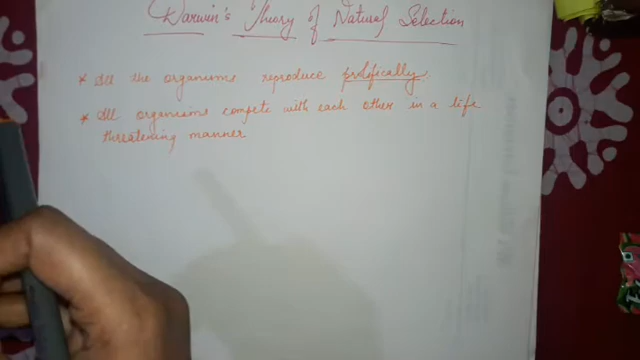 Darwin's Theory of Natural Selection
* All the organisms reproduce prolifically.
* All organisms compete with each other in a life
threatening manner